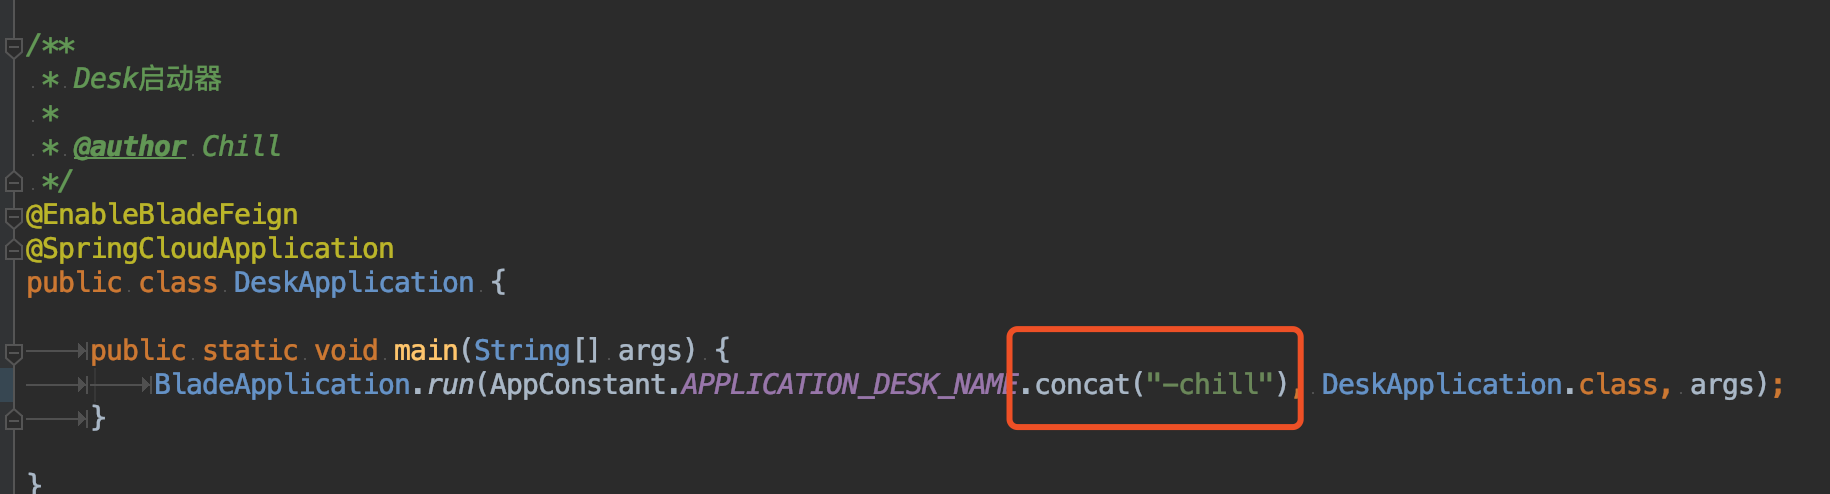 /**
* Desk启动器
*
* @author Chill
*/
@EnableBladeFeign
@SpringCloudApplication
public class DeskApplication {
public static void main(String[] args) {
BladeApplication.run(AppConstant.APPLICATION_DESK_NAME.concat("-chill"), DeskApplication.class, args);
}
}